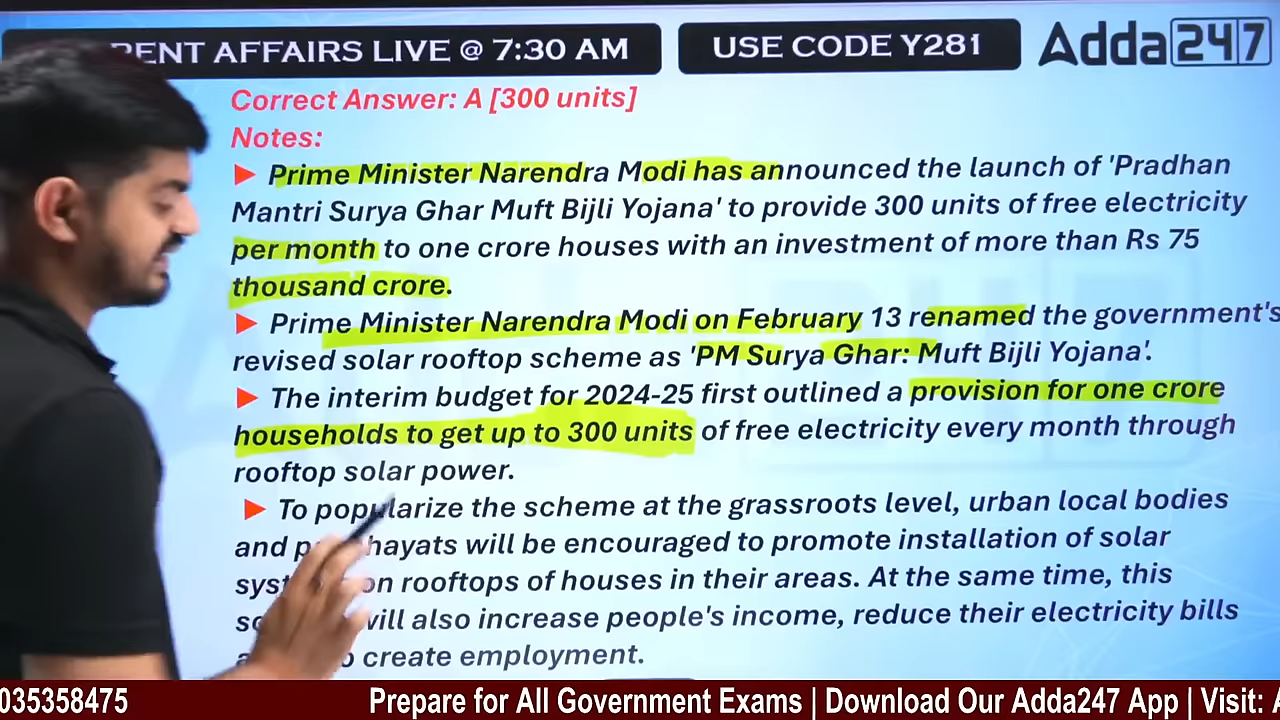 RENT AFFAIRS LIVE @ 7:30 AM
USE CODE Y281
Adda247
Correct Answer: A [300 units]
Notes:
► Prime Minister Narendra Modi has announced the launch of 'Pradhan
Mantri Surya Ghar Muft Bijli Yojana' to provide 300 units of free electricity
per month to one crore houses with an investment of more than Rs 75
thousand crore.
► Prime Minister Narendra Modi on February 13 renamed the government's
revised solar rooftop scheme as 'PM Surya Ghar: Muft Bijli Yojana'.
► The interim budget for 2024-25 first outlined a provision for one crore
households to get up to 300 units of free electricity every month through
rooftop solar power.
► To popularize the scheme at the grassroots level, urban local bodies
and will be encouraged to promote installation of solar
on rooftops of houses in their areas. At the same time, this
will also increase people's income, reduce their electricity bills
create employment.
035358475
Prepare for All Government Exams | Download Our Adda247 App | Visit: A